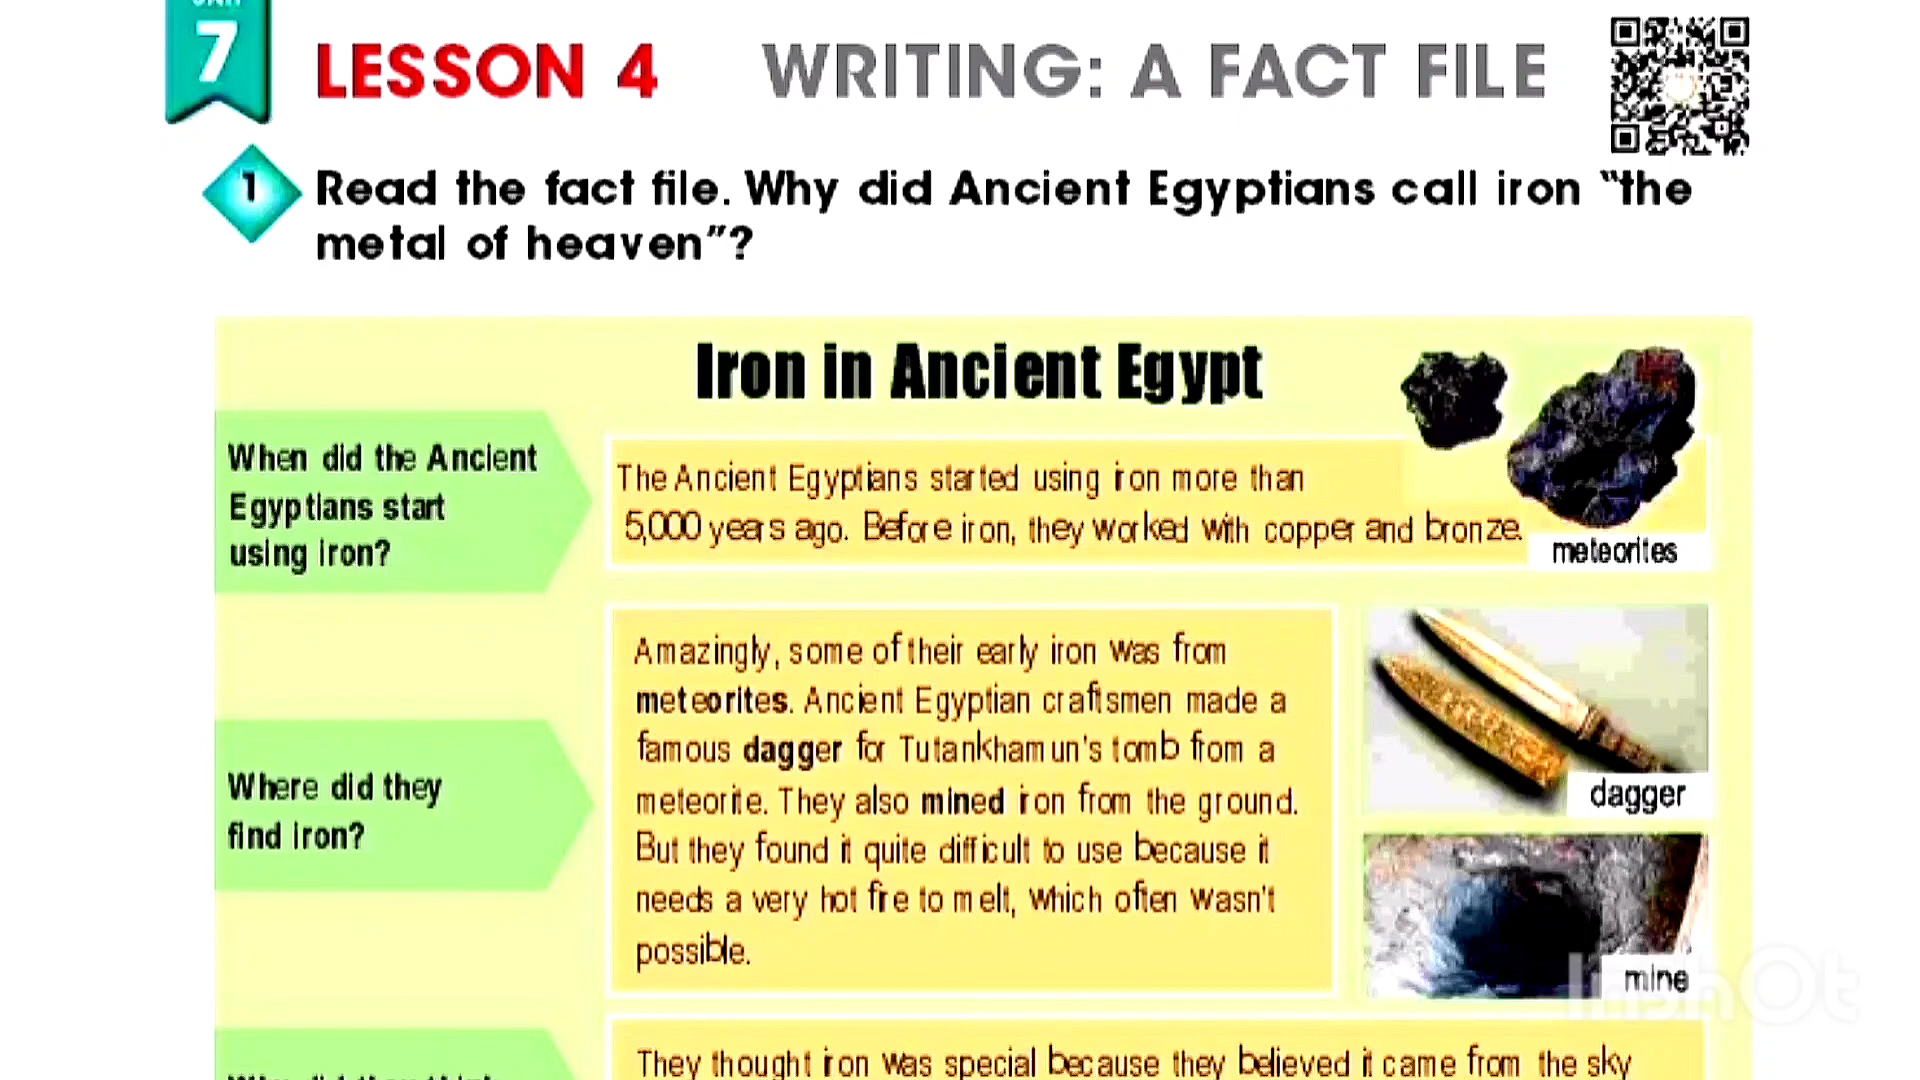 7
LESSON 4 WRITING: A FACT FILE
1 Read the fact file. Why did Ancient Egyptians call iron “the
metal of heaven”?
Iron in Ancient Egypt
When did the Ancient
Egyptians start
using iron?
The Ancient Egyptians started using iron more than
5,000 years ago. Before iron, they worked with copper and bronze.
meteorites
Where did they
find iron?
Amazingly, some of their early iron was from
meteorites. Ancient Egyptian craftsmen made a
famous dagger for Tutankhamun's tomb from a
meteorite. They also mined iron from the ground.
But they found it quite difficult to use because it
needs a very hot fire to melt, which often wasn't
possible.
dagger
mine
InShOt
They thought iron was special because they believed it came from the sky